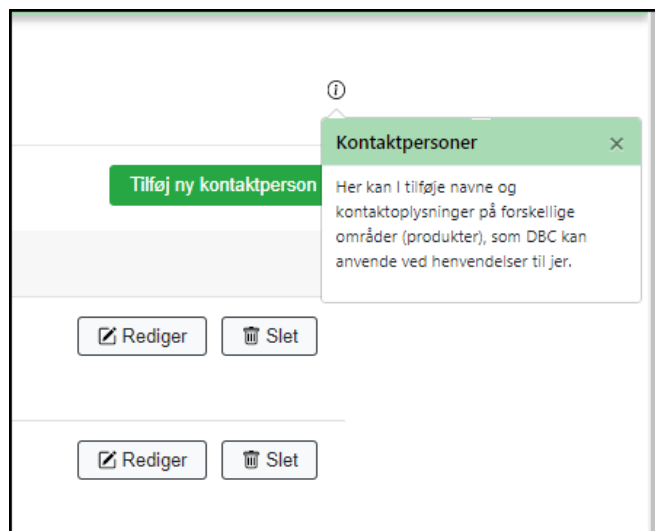 Kontaktpersoner
Tilføj ny kontaktperson
Her kan I tilføje navne og
kontaktoplysninger på forskellige
områder (produkter), som DBC kan
anvende ved henvendelser til jer.
Rediger Slet
Rediger Slet